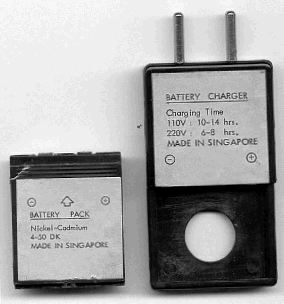 BATTERY CHARGER
Charging Time
110V : 10-14 hrs.
220V : 6-8 hrs.
MADE IN SINGAPORE
BATTERY PACK
Nickel-Cadmium
4-50 DK
MADE IN SINGAPORE